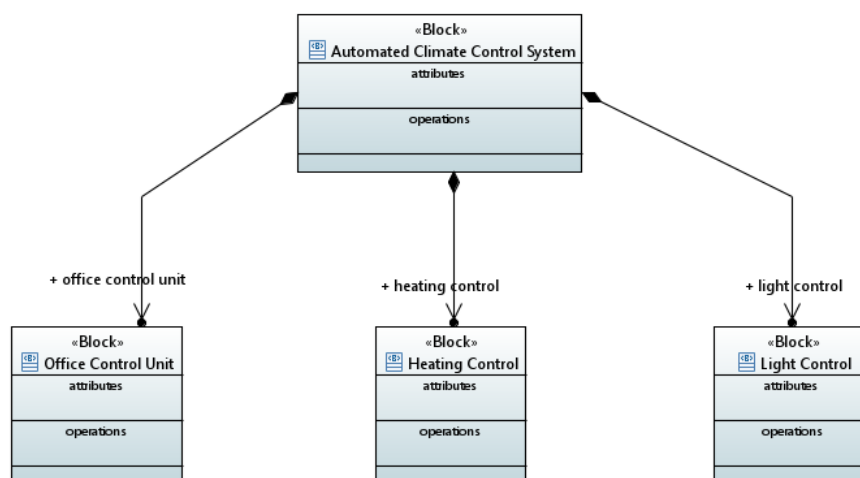 «Block»
Automated Climate Control System
attributes
operations
+ office control unit
+ heating control
+ light control
«Block»
Office Control Unit
attributes
operations
«Block»
Heating Control
attributes
operations
«Block»
Light Control
attributes
operations